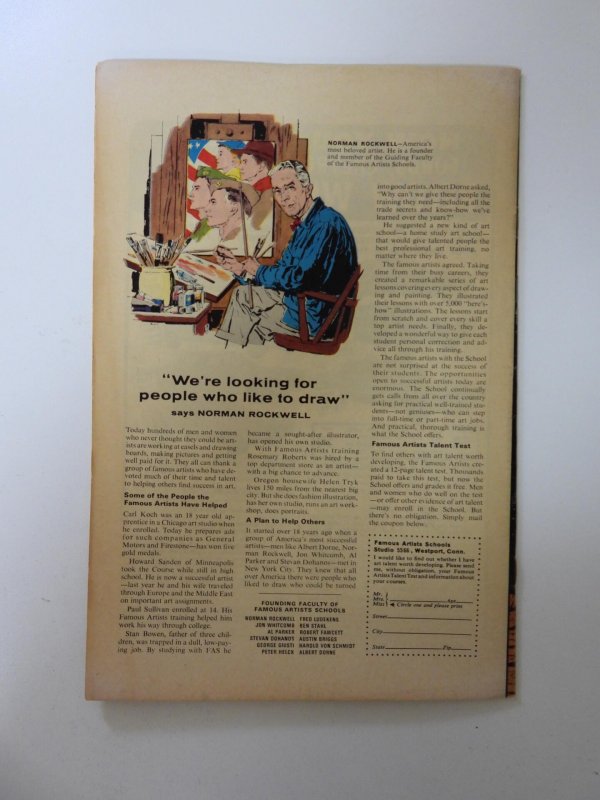 NORMAN ROCKWELL—America's
most beloved artist. He is a founder
and member of the Guiding Faculty
of the Famous Artists Schools.
"We're looking for
people who like to draw"
says NORMAN ROCKWELL
Today hundreds of men and women
who never thought they could be art-
ists are working at easels and drawing
boards, making pictures and getting
well paid for it. They all can thank a
group of famous artists who have de-
voted much of their time and talent
to helping others find success in art.
Some of the People the
Famous Artists Have Helped
Carl Koch was an 18 year old ap-
prentice in a Chicago art studio when
he enrolled. Today he prepares ads
for such companies as General
Motors and Firestone—has won five
gold medals.
Howard Sanden of Minneapolis
took the Course while still in high
school. He is now a successful artist
—last year he and his wife traveled
through Europe and the Middle East
on important art assignments.
Paul Sullivan enrolled at 14. His
Famous Artists training helped him
work his way through college.
Stan Bowen, father of three chil-
dren, was trapped in a dull, low-pay-
ing job. By studying with FAS he
became a sought-after illustrator,
has opened his own studio.
With Famous Artists training
Rosemary Roberts was hired by a
top department store as an artist—
with a big chance to advance.
Oregon housewife Helen Tryk
lives 150 miles from the nearest big
city. But she does fashion illustration,
has her own studio, runs an art work-
shop, does portraits.
A Plan to Help Others
It started over 18 years ago when a
group of America's most successful
artists—men like Albert Dorne, Nor-
man Rockwell, Jon Whitcomb, Al
Parker and Stevan Dohanos—met in
New York City. They knew that all
over America there were people who
liked to draw who could be turned
into good artists. Albert Dorne asked,
"Why can't we give these people the
training they need—including all the
trade secrets and know-how we've
learned over the years?"
He suggested a new kind of art
school—a home study art school—
that would give talented people the
best professional art training, no
matter where they live.
The famous artists agreed. Taking
time from their busy careers, they
created a remarkable series of art
lessons covering every aspect of draw-
ing and painting. They illustrated
their lessons with over 5,000 "here's-
how" illustrations. The lessons start
from scratch and cover every skill a
top artist needs. Finally, they de-
veloped a wonderful way to give each
student personal correction and ad-
vice all through his training.
The famous artists with the School
are not surprised at the success of
their students. The opportunities
open to successful artists today are
enormous. The School continually
gets calls from all over the country
asking for practical well-trained stu-
dents—not geniuses—who can step
into full-time or part-time art jobs.
And practical, thorough training is
what the School offers.
Famous Artists Talent Test
To find others with art talent worth
developing, the Famous Artists cre-
ated a 12-page talent test. Thousands
paid to take this test, but now the
School offers and grades it free. Men
and women who do well on the test
—or offer other evidence of art talent
—may enroll in the School. But
there's no obligation. Simply mail
the coupon below.
FOUNDING FACULTY OF
FAMOUS ARTISTS SCHOOLS
NORMAN ROCKWELL FRED LUDEKENS
JON WHITCOMB BEN STAHL
AL PARKER ROBERT FAWCETT
STEVAN DOHANOS AUSTIN BRIGGS
GEORGE GIUSTI HAROLD VON SCHMIDT
PETER HELCK ALBERT DORNE
Famous Artists Schools
Studio 5556, Westport, Conn.
I would like to find out whether I have
art talent worth developing. Please send
me, without obligation, your Famous
Artists Talent Test and information about
your courses.
Mr.
Mrs. Age
Miss Circle one and please print
Street
City
State Zip